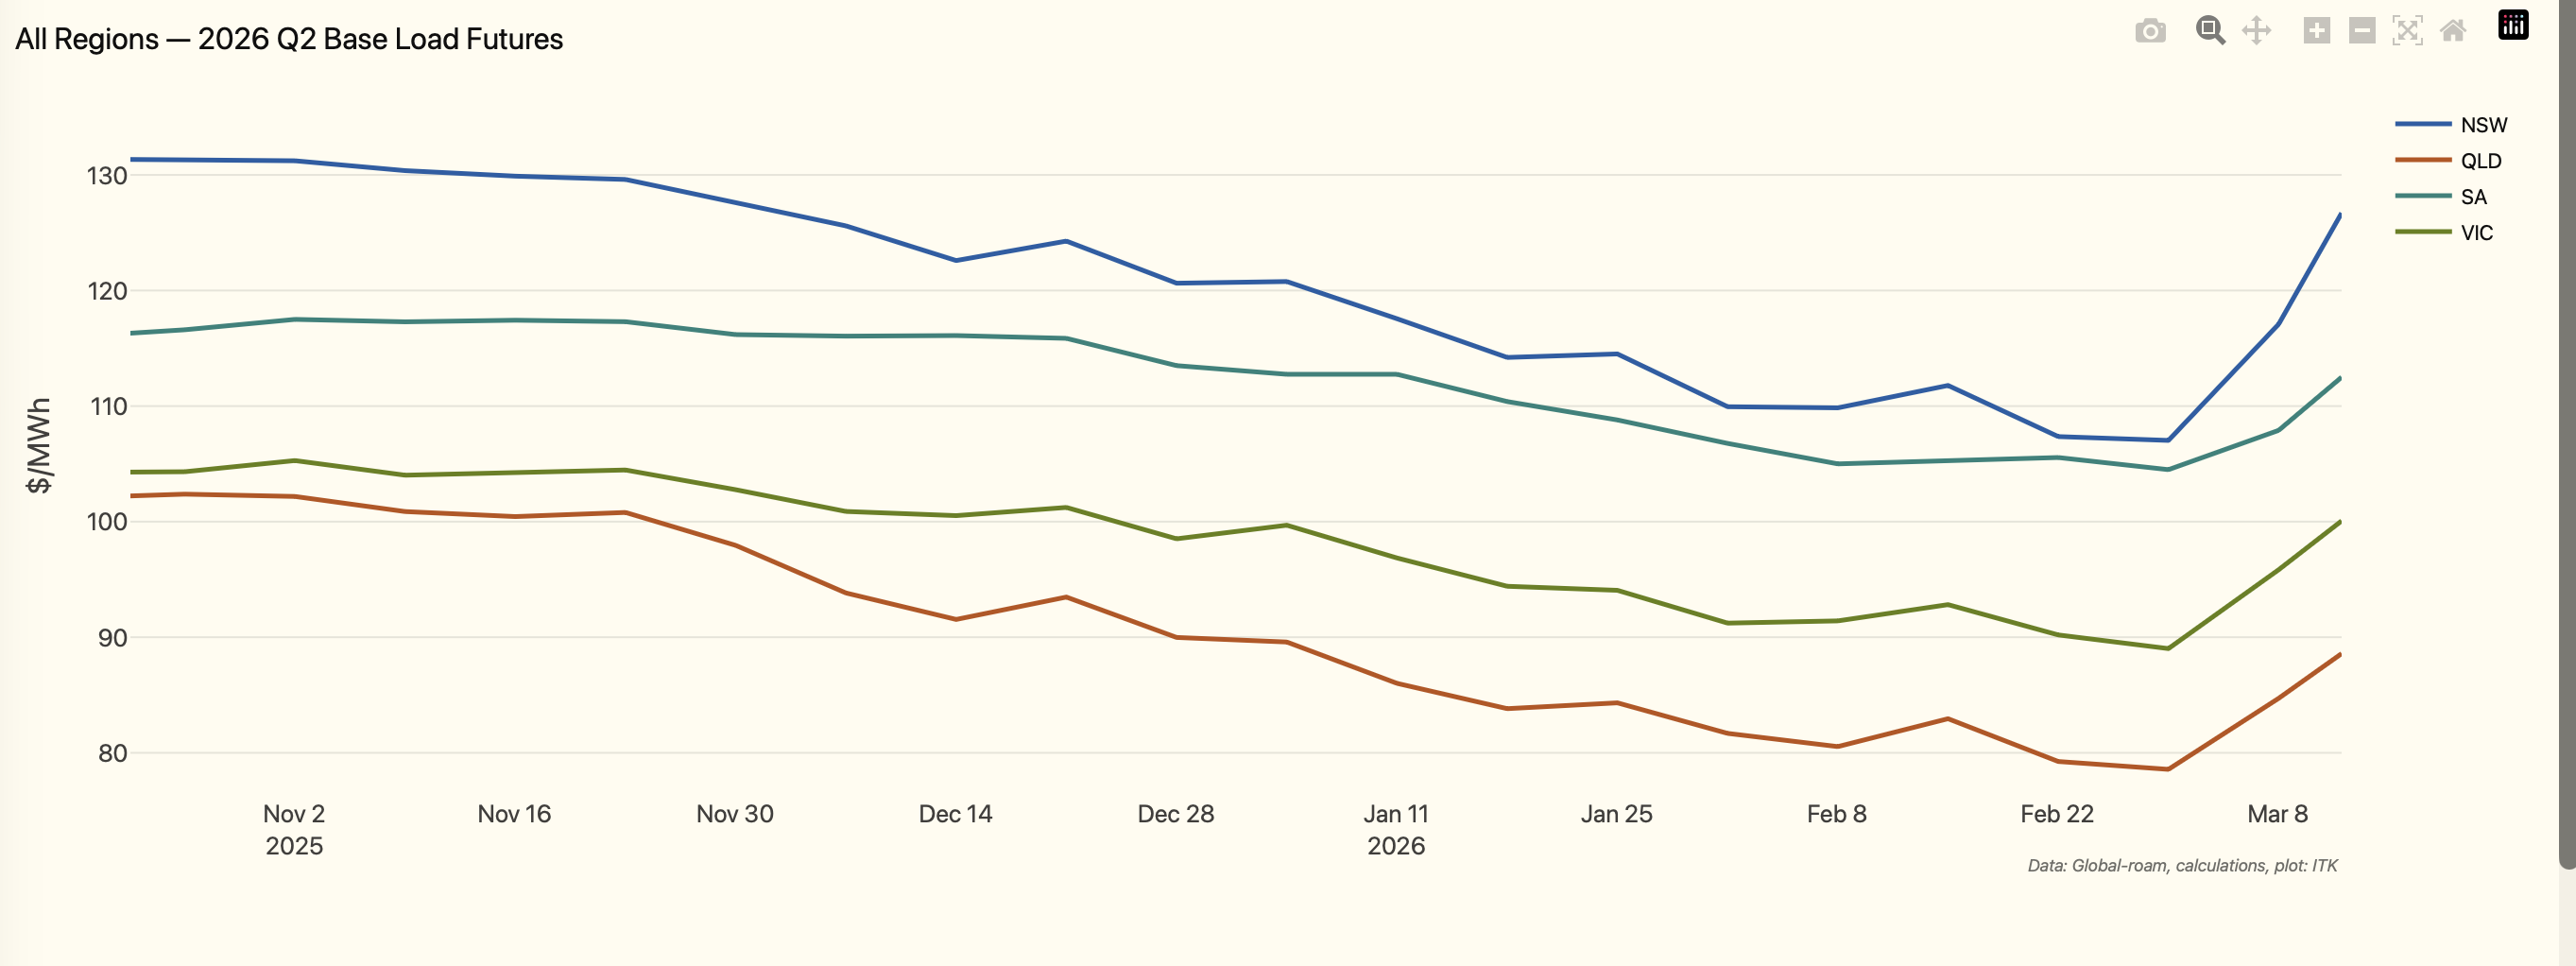 All Regions — 2026 Q2 Base Load Futures
NSW
QLD
SA
VIC
$/MWh
130
120
110
100
90
80
Nov 2
2025
Nov 16
Nov 30
Dec 14
Dec 28
Jan 11
2026
Jan 25
Feb 8
Feb 22
Mar 8
Data: Global-roam, calculations, plot: ITK